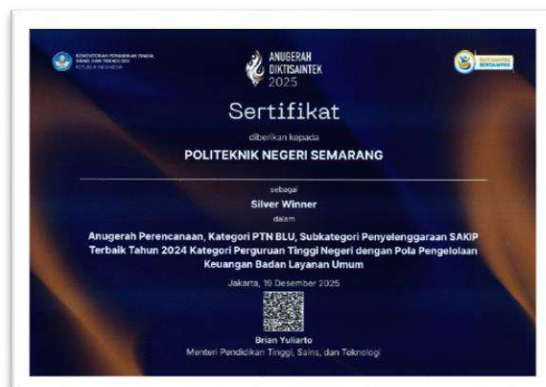 KEMENTERIAN PENDIDIKAN TINGGI,
SAINS, DAN TEKNOLOGI
REPUBLIK INDONESIA
ANUGERAH
DIKTISAINTEK
2025
DIKTISAINTEK
BERDAMPAK
Sertifikat
diberikan kepada
POLITEKNIK NEGERI SEMARANG
sebagai
Silver Winner
dalam
Anugerah Perencanaan, Kategori PTN BLU, Subkategori Penyelenggaraan SAKIP
Terbaik Tahun 2024 Kategori Perguruan Tinggi Negeri dengan Pola Pengelolaan
Keuangan Badan Layanan Umum
Jakarta, 19 Desember 2025
Brian Yuliarto
Menteri Pendidikan Tinggi, Sains, dan Teknologi